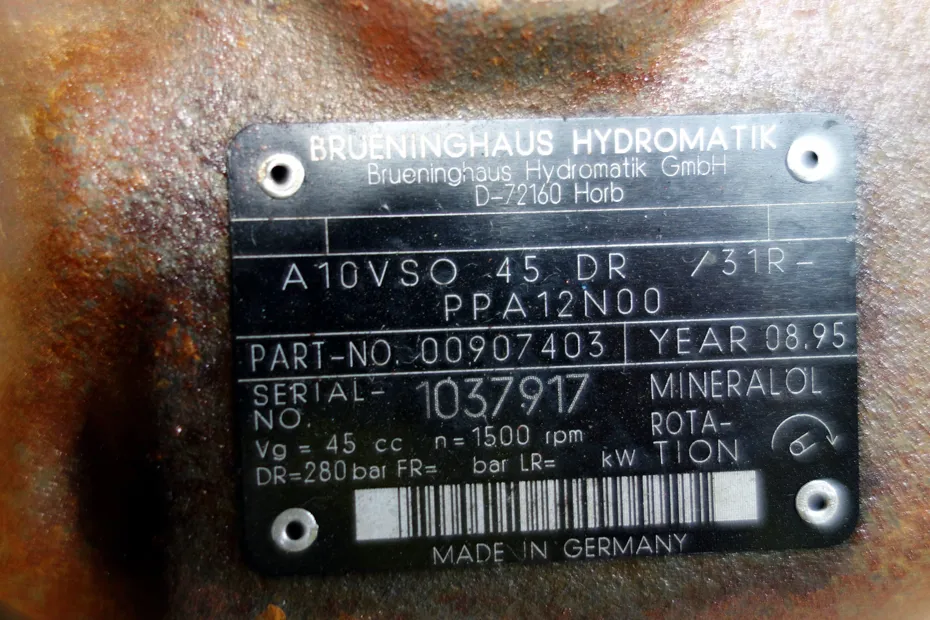 BRUENINGHAUS HYDROMATIK
Brueninghaus Hydromatik GmbH
D-72160 Horb
A10VSO 45 DR /31R-
PPA12N00
PART-NO. 00907403 YEAR 08.95
SERIAL-NO. 1037917 MINERALÖL
Vg = 45 cc n = 1500 rpm ROTA-TION
DR=280 bar FR= bar LR= kW
MADE IN GERMANY